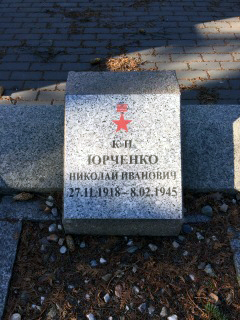 К-Н
ЮРЧЕНКО
НИКОЛАЙ ИВАНОВИЧ
27.11.1918 – 8.02.1945